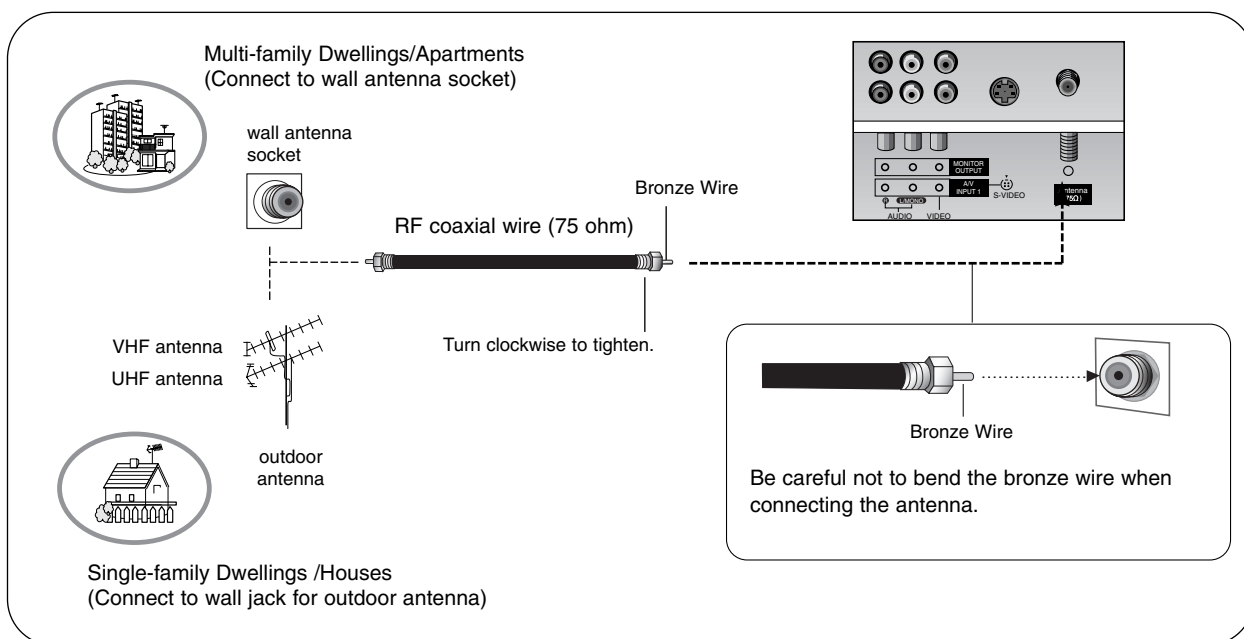 Multi-family Dwellings/Apartments
(Connect to wall antenna socket)
wall antenna
socket
Bronze Wire
RF coaxial wire (75 ohm)
Turn clockwise to tighten.
VHF antenna
UHF antenna
outdoor
antenna
Single-family Dwellings /Houses
(Connect to wall jack for outdoor antenna)
MONITOR
OUTPUT
A/V
INPUT 1
S-VIDEO
L/MONO
AUDIO
VIDEO
ntenna
75Ω)
Bronze Wire
Be careful not to bend the bronze wire when
connecting the antenna.